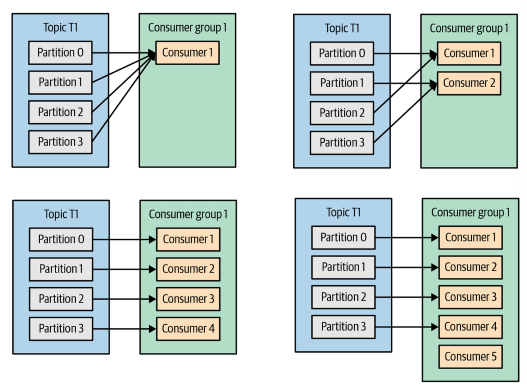 Topic T1
Consumer group 1
Partition 0
Consumer 1
Partition 1
Partition 2
Partition 3
Topic T1
Consumer group 1
Partition 0
Consumer 1
Partition 1
Consumer 2
Partition 2
Partition 3
Topic T1
Consumer group 1
Partition 0
Consumer 1
Partition 1
Consumer 2
Partition 2
Consumer 3
Partition 3
Consumer 4
Topic T1
Consumer group 1
Partition 0
Consumer 1
Partition 1
Consumer 2
Partition 2
Consumer 3
Partition 3
Consumer 4
Consumer 5